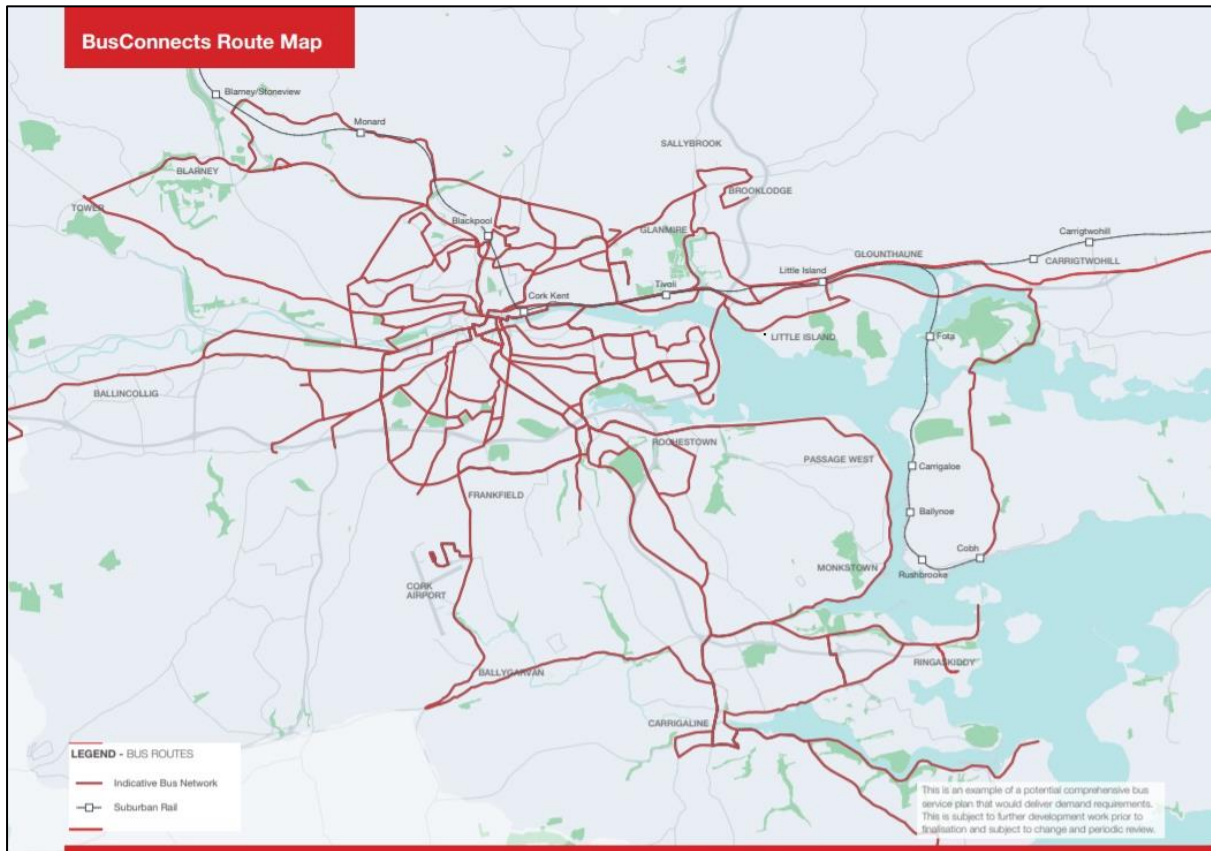 BusConnects Route Map
Blarney/Stoneview
Monard
SALLYBROOK
BLARNEY
BROOKLODGE
TOWER
Blackpool
GLANMIRE
Carrigtwohill
GLOUNTHAUNE
CARRIGTWOHILL
Little Island
Tivoli
Cork Kent
LITTLE ISLAND
Fota
BALLINCOLLIG
ROCHESTOWN
PASSAGE WEST
Carrigaloe
FRANKFIELD
Ballynoe
Cobh
MONKSTOWN
Rushbrooke
CORK
AIRPORT
RINGASKIDDY
BALLYGARVAN
CARRIGALINE
LEGEND - BUS ROUTES
Indicative Bus Network
Suburban Rail
This is an example of a potential comprehensive bus
service plan that would deliver demand requirements.
This is subject to further development work prior to
finalisation and subject to change and periodic review.